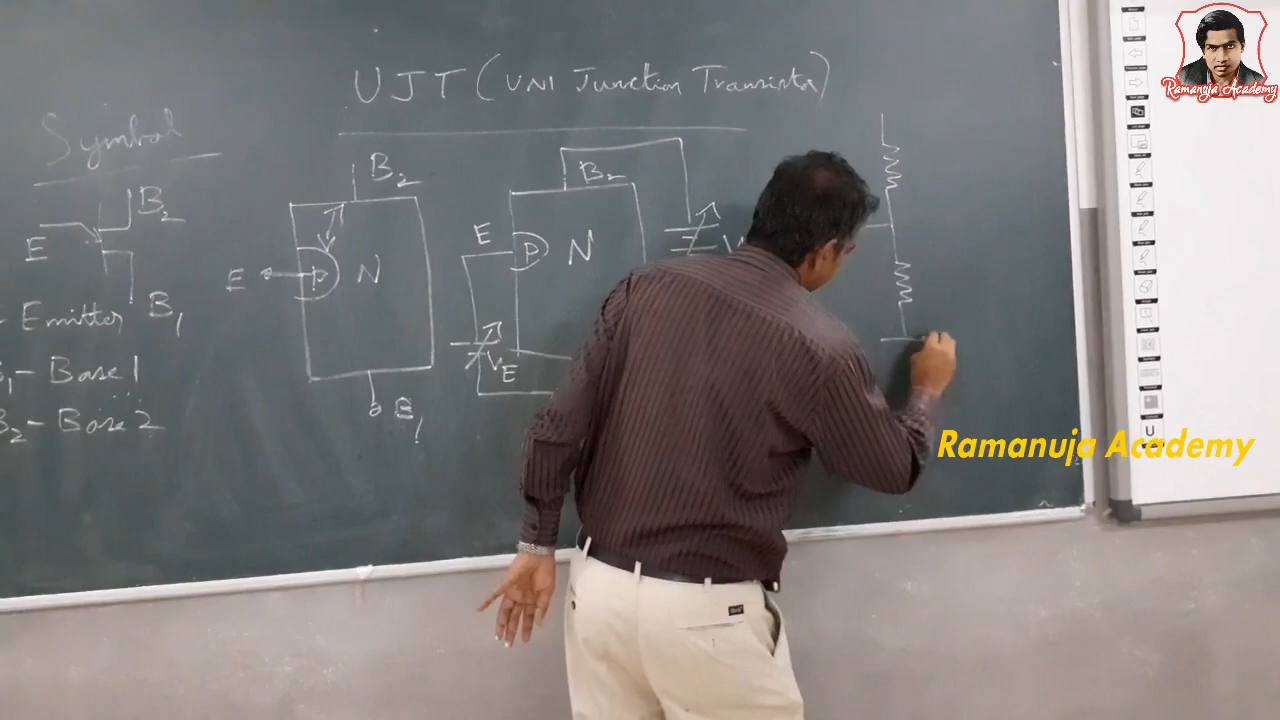 UJT (UNI Junction Transistor)
Symbol
B2
E
B1
- Emitter
B1 - Base 1
B2 - Base 2
B2
E
P
N
B1
B2
E
P
N
VE
V
U
Ramanuja Academy
Ramanuja Academy